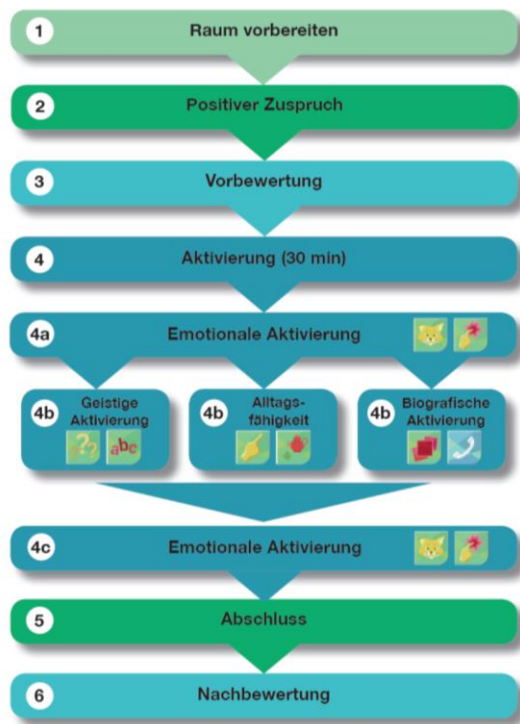 1 Raum vorbereiten
2 Positiver Zuspruch
3 Vorbewertung
4 Aktivierung (30 min)
4a Emotionale Aktivierung
4b Geistige
Aktivierung
???
abc
4b Alltags-
fähigkeit
4b Biografische
Aktivierung
4c Emotionale Aktivierung
5 Abschluss
6 Nachbewertung